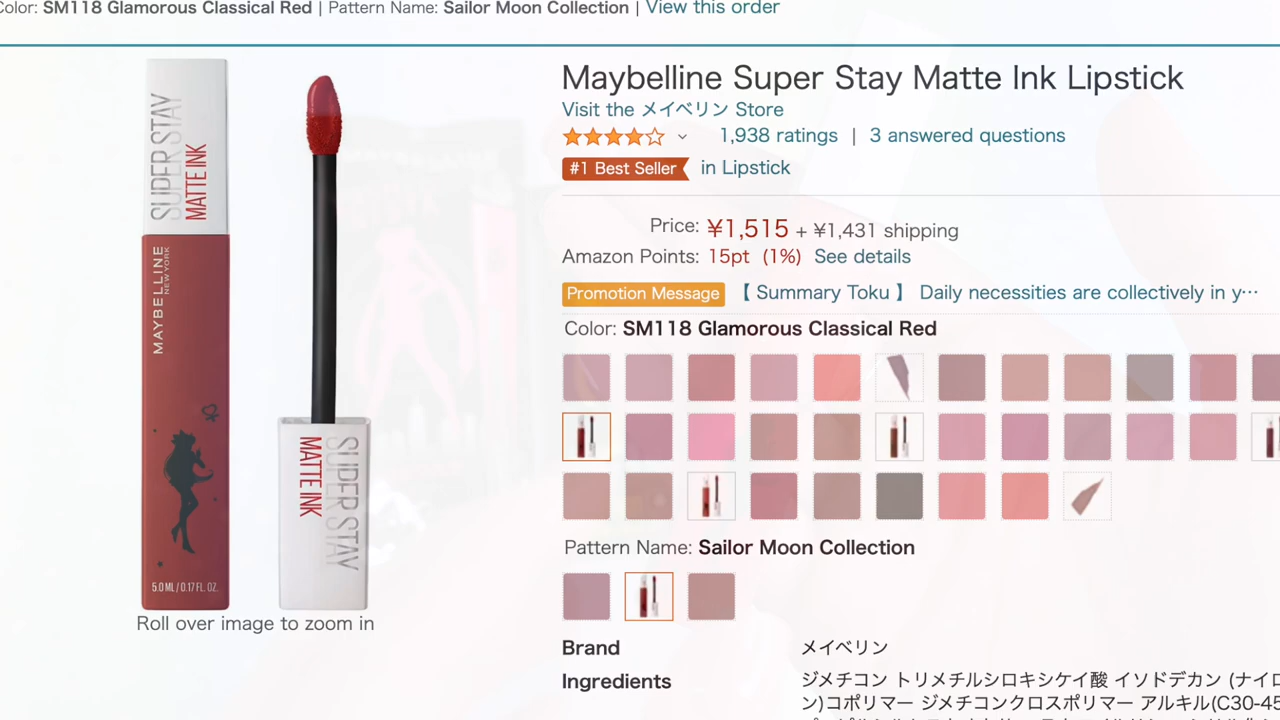 Color: SM118 Glamorous Classical Red | Pattern Name: Sailor Moon Collection | View this order
SUPER STAY
MATTE INK
MAYBELLINE
NEW YORK
5.0 ML / 0.17 FL. OZ.
SUPER STAY
MATTE INK
Roll over image to zoom in
Maybelline Super Stay Matte Ink Lipstick
Visit the メイベリン Store
1,938 ratings | 3 answered questions
#1 Best Seller in Lipstick
Price: ¥1,515 + ¥1,431 shipping
Amazon Points: 15pt (1%) See details
Promotion Message 【 Summary Toku 】 Daily necessities are collectively in y…
Color: SM118 Glamorous Classical Red
Pattern Name: Sailor Moon Collection
Brand メイベリン
Ingredients ジメチコン トリメチルシロキシケイ酸 イソドデカン (ナイロ
ン)コポリマー ジメチコンクロスポリマー アルキル(C30-45